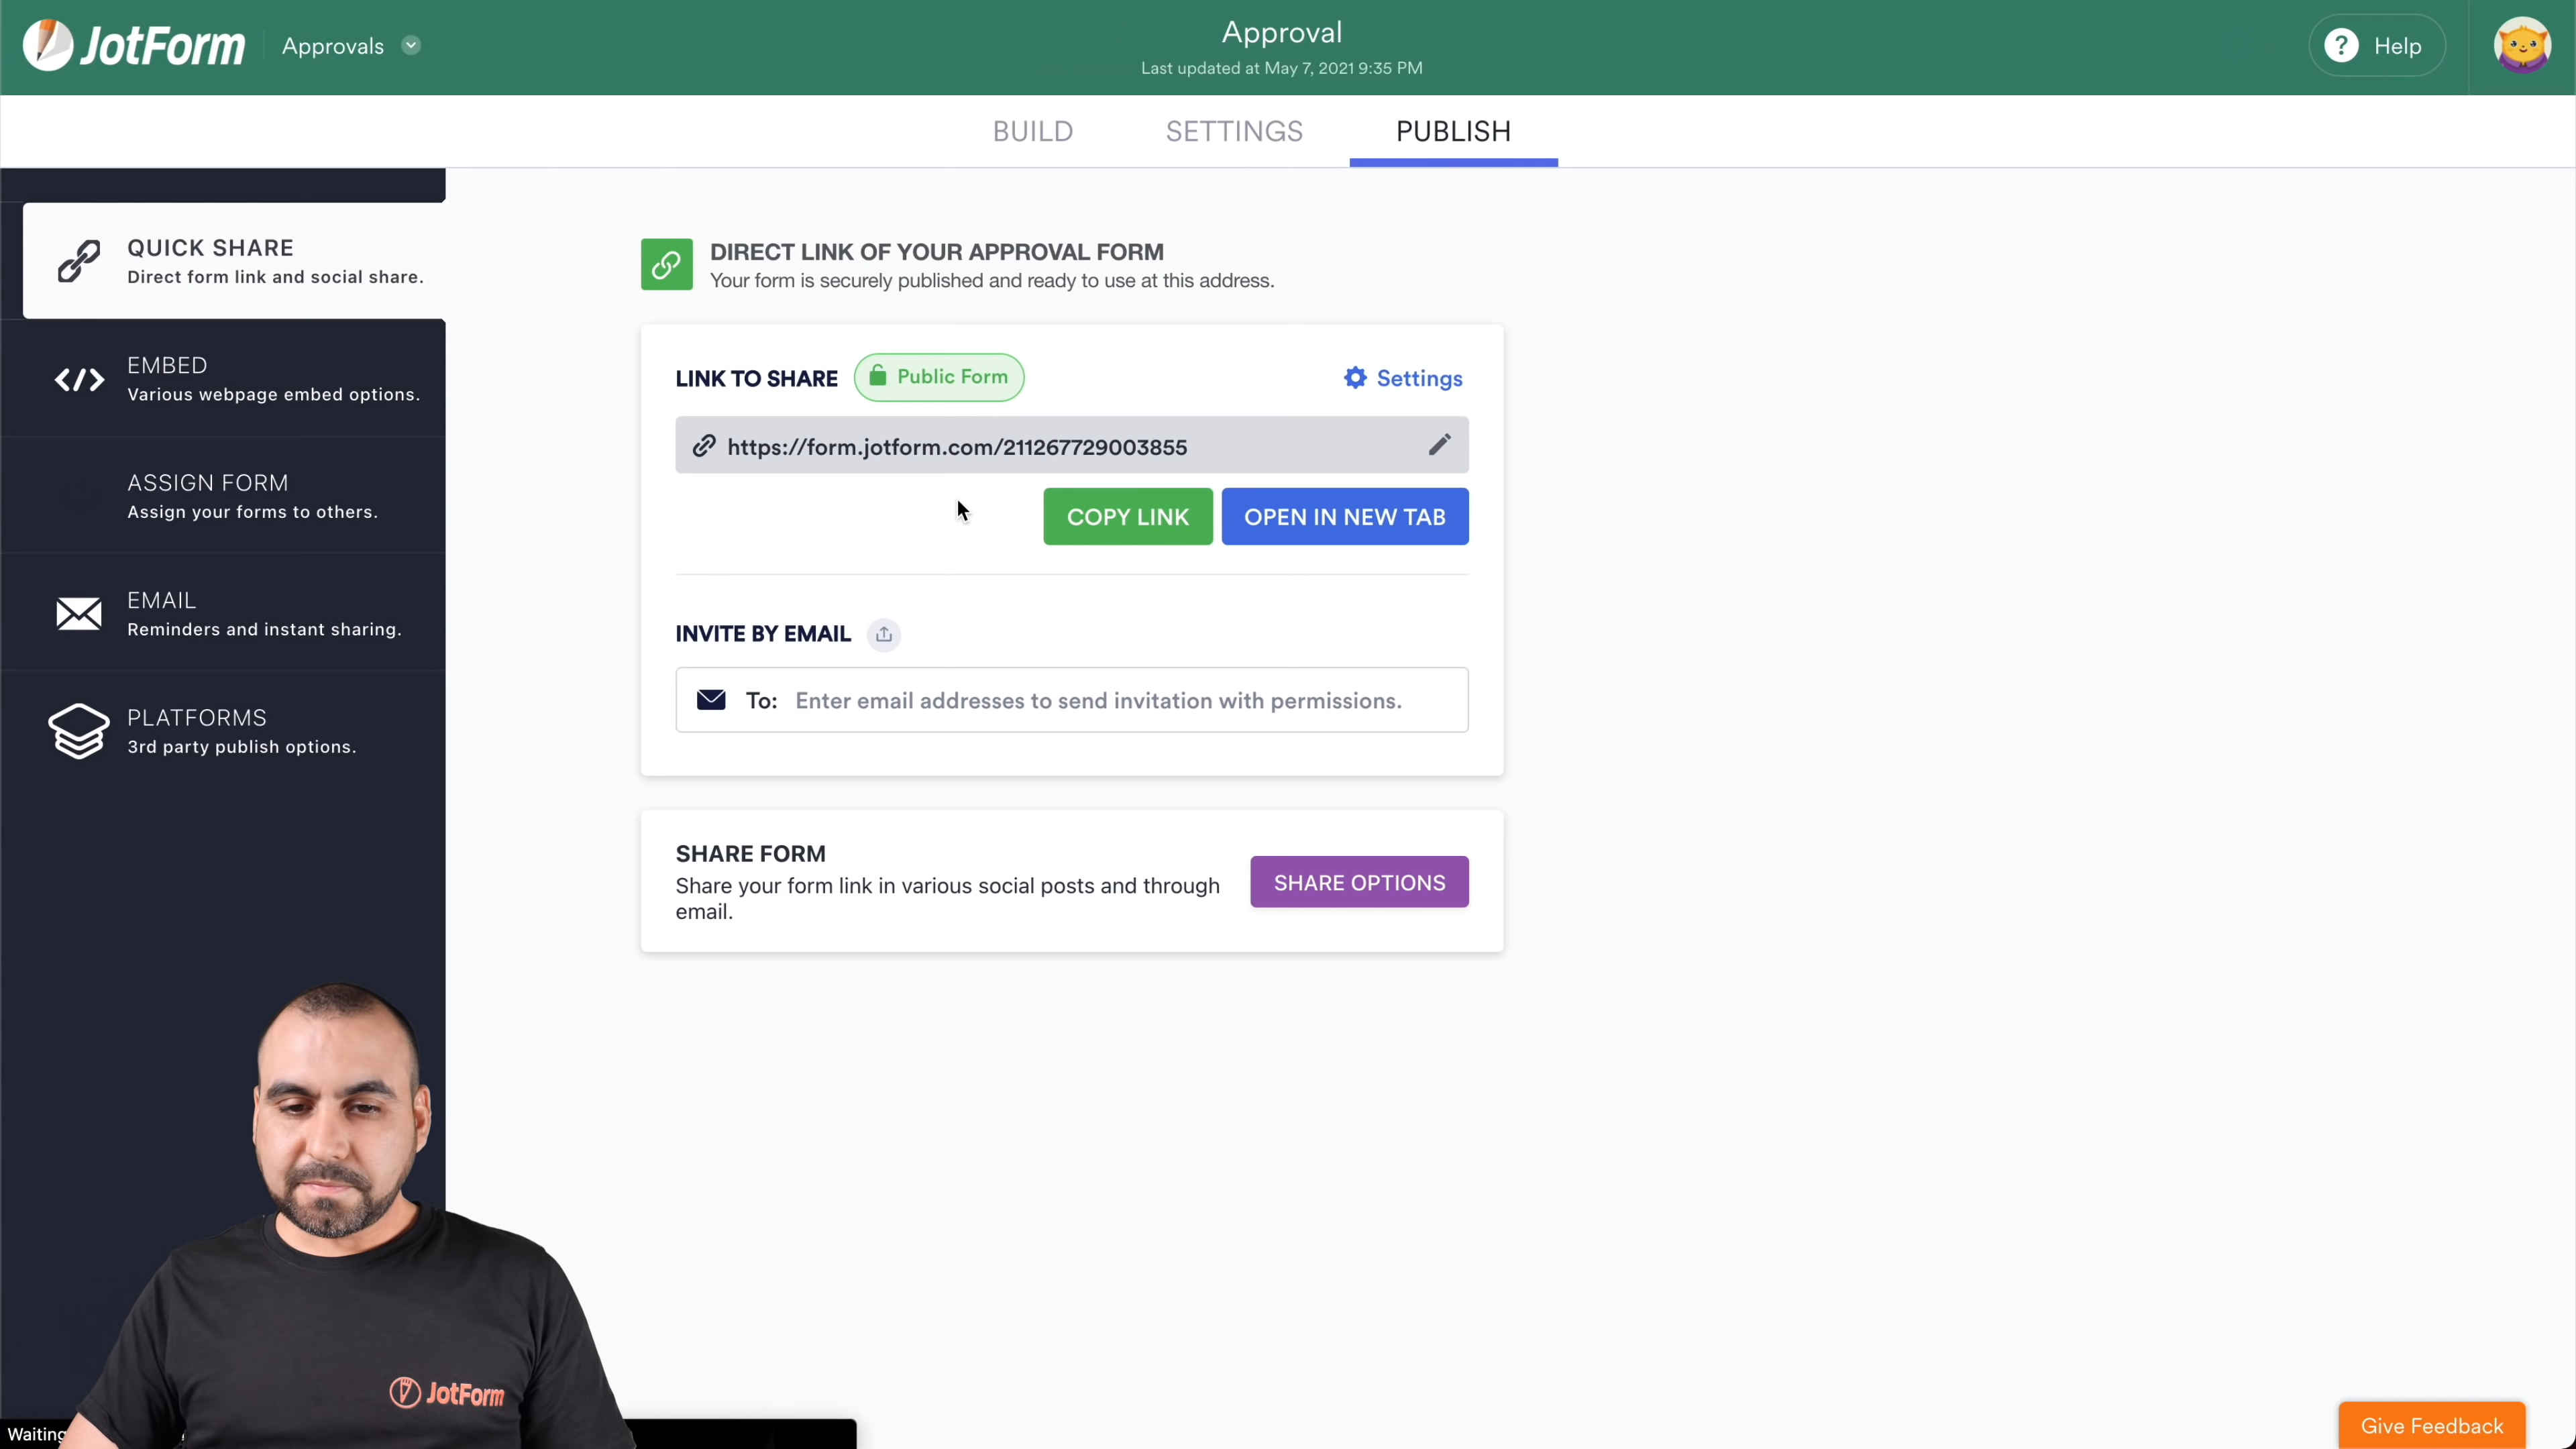 JotForm
Approvals
Approval
Last updated at May 7, 2021 9:35 PM
? Help
BUILD
SETTINGS
PUBLISH
QUICK SHARE
Direct form link and social share.
EMBED
Various webpage embed options.
ASSIGN FORM
Assign your forms to others.
EMAIL
Reminders and instant sharing.
PLATFORMS
3rd party publish options.
DIRECT LINK OF YOUR APPROVAL FORM
Your form is securely published and ready to use at this address.
LINK TO SHARE
Public Form
Settings
https://form.jotform.com/211267729003855
COPY LINK
OPEN IN NEW TAB
INVITE BY EMAIL
To: Enter email addresses to send invitation with permissions.
SHARE FORM
Share your form link in various social posts and through
email.
SHARE OPTIONS
JotForm
Waiting
Give Feedback